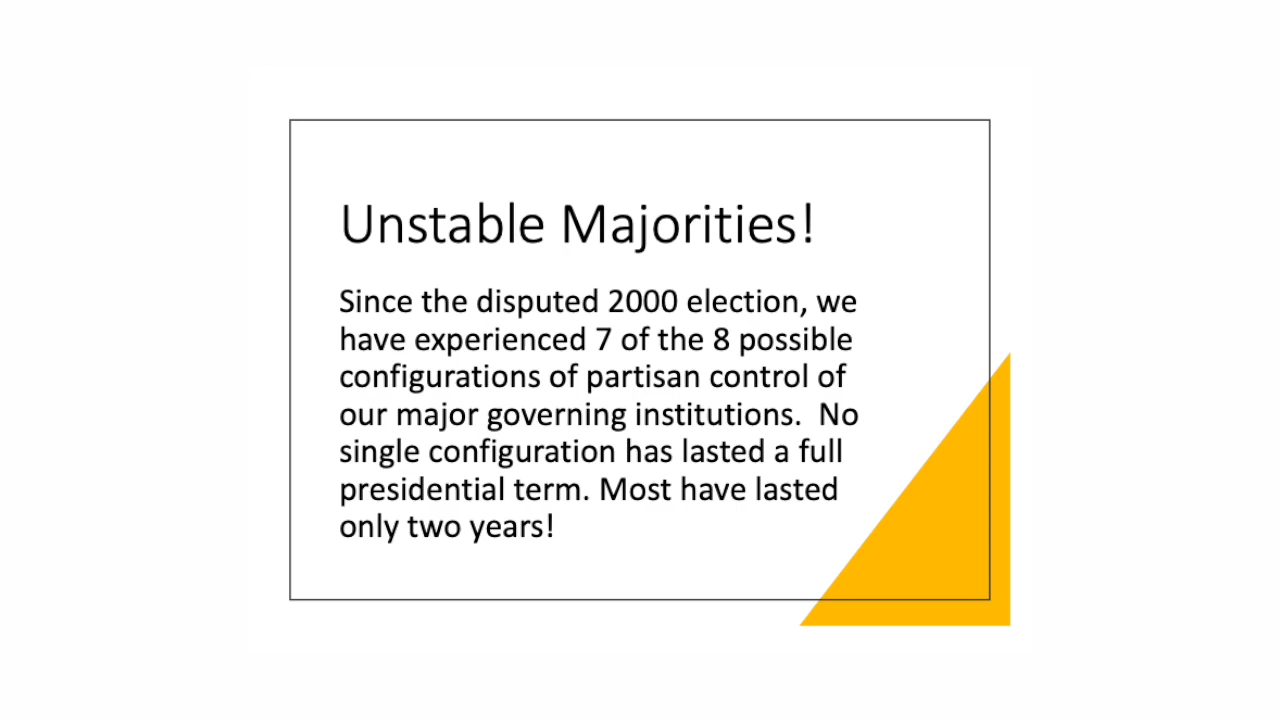 Unstable Majorities!
Since the disputed 2000 election, we
have experienced 7 of the 8 possible
configurations of partisan control of
our major governing institutions.  No
single configuration has lasted a full
presidential term. Most have lasted
only two years!